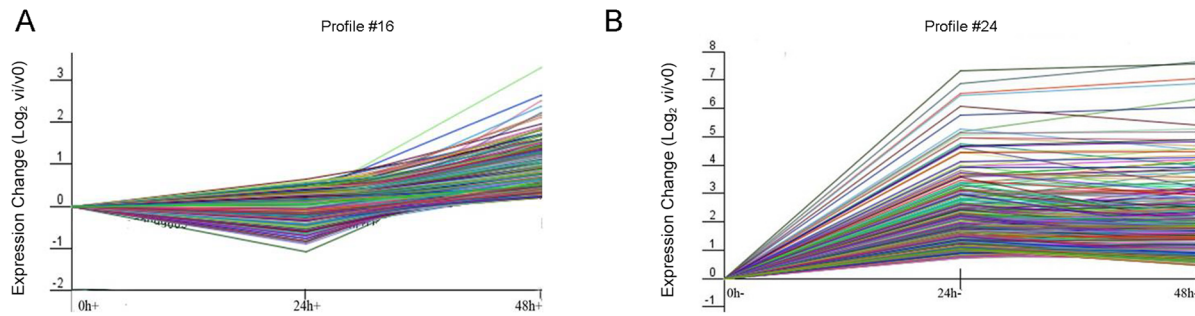 A
Profile #16
Expression Change (Log2 vi/v0)
3
2
1
0
-1
-2
0h+
24h+
48h+
B
Profile #24
Expression Change (Log2 vi/v0)
8
7
6
5
4
3
2
1
0
-1
0h-
24h-
48h-